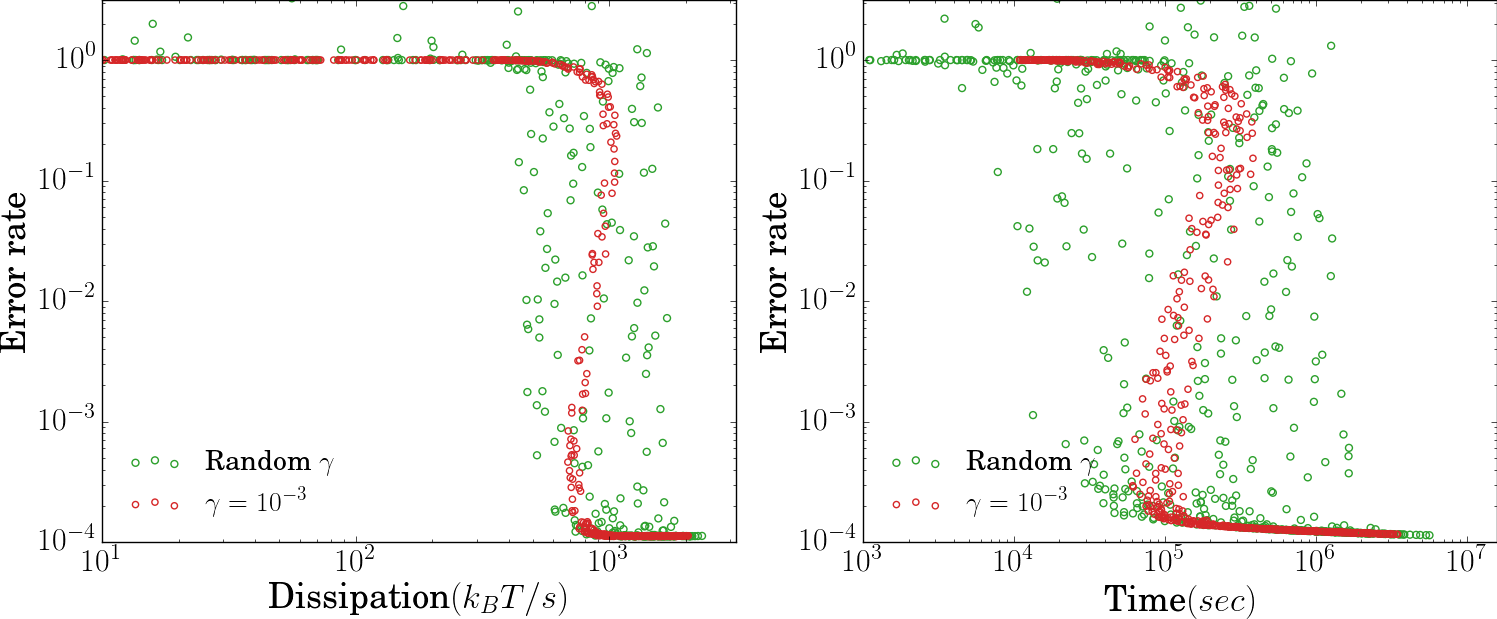 Error rate
10^0
10^-1
10^-2
10^-3
10^-4
Random γ
γ = 10^-3
10^1
10^2
10^3
Dissipation(k_BT/s)
Error rate
10^0
10^-1
10^-2
10^-3
10^-4
Random γ
γ = 10^-3
10^3
10^4
10^5
10^6
10^7
Time(sec)